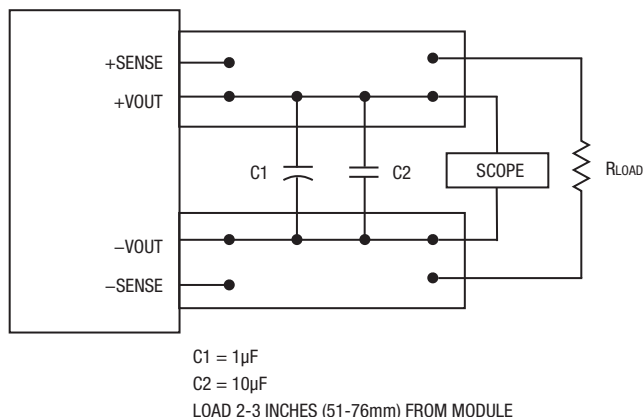 +SENSE
+VOUT
C1
C2
SCOPE
RLOAD
−VOUT
−SENSE
C1 = 1µF
C2 = 10µF
LOAD 2-3 INCHES (51-76mm) FROM MODULE